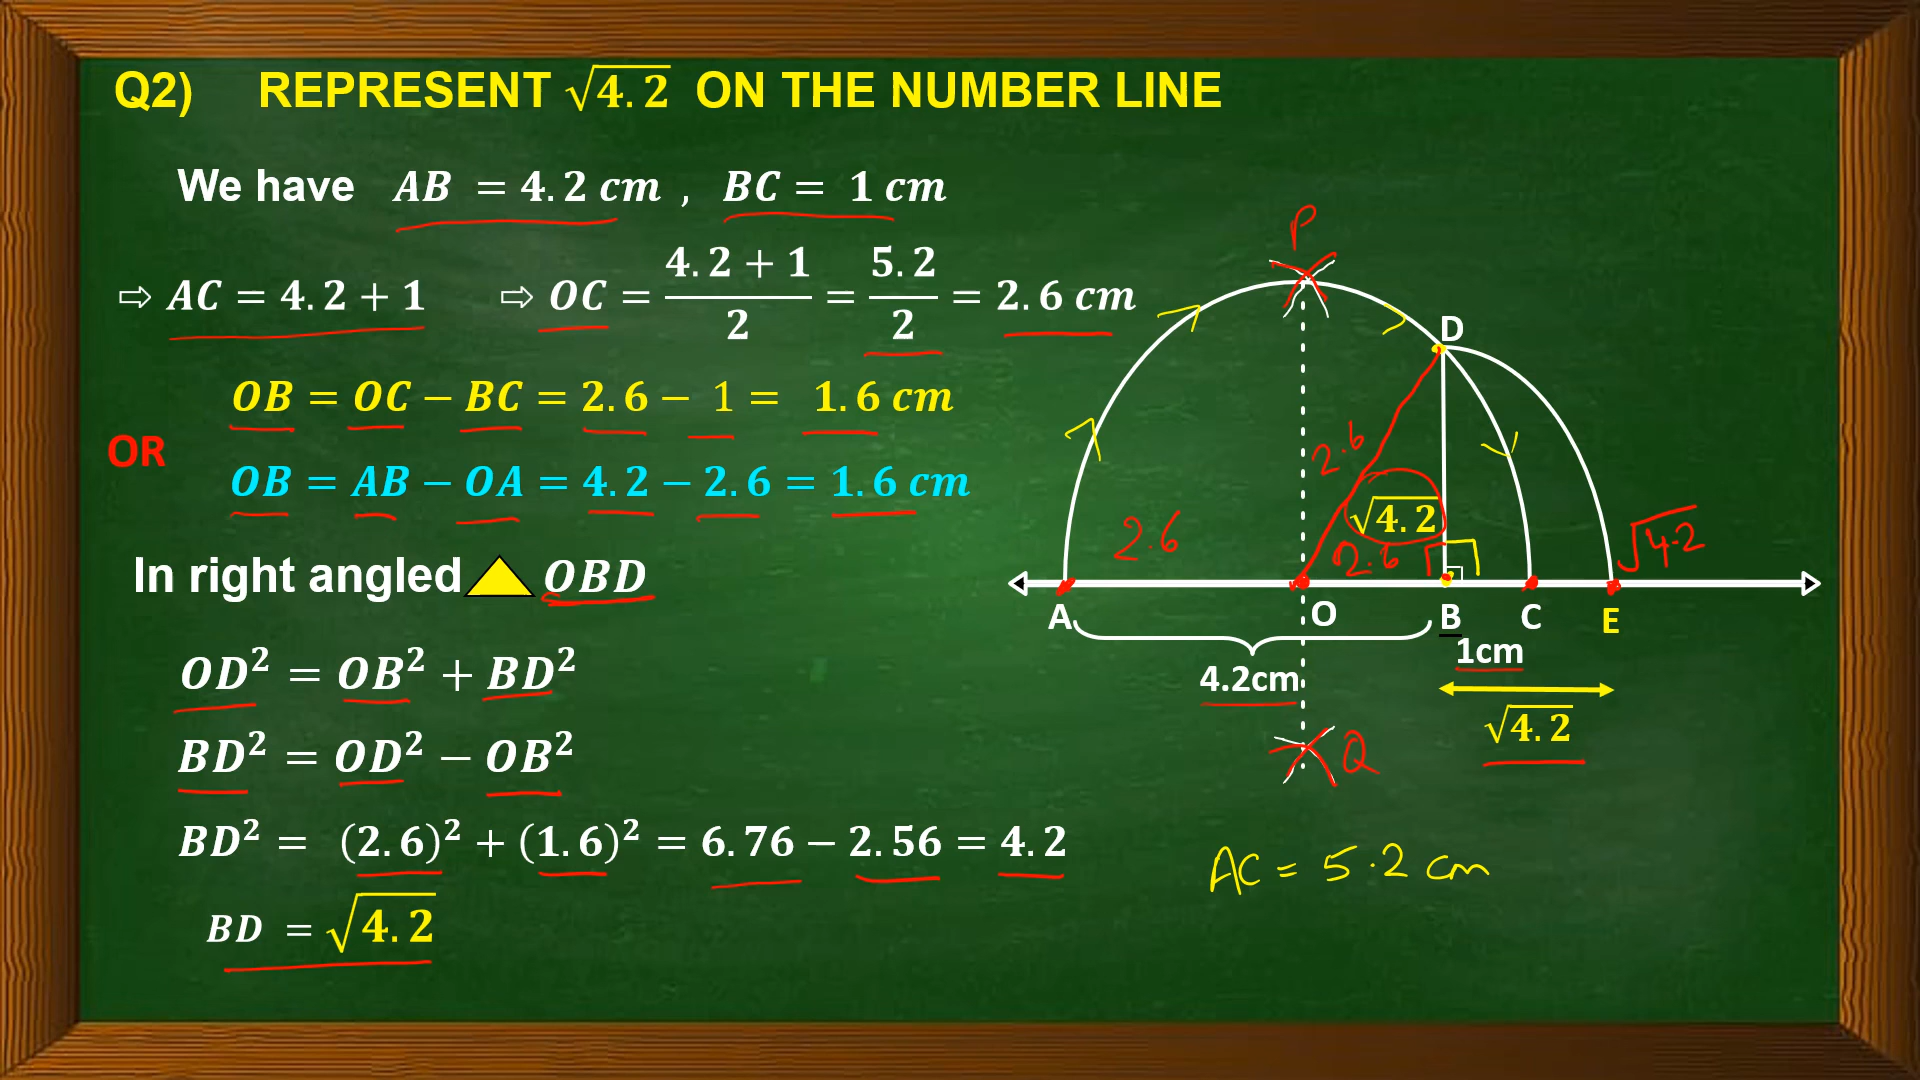 Q2) REPRESENT √4.2 ON THE NUMBER LINE
We have AB = 4.2 cm , BC = 1 cm
⇨ AC = 4.2 + 1 ⇨ OC = (4.2 + 1)/2 = 5.2/2 = 2.6 cm
OB = OC − BC = 2.6 − 1 = 1.6 cm
OR
OB = AB − OA = 4.2 − 2.6 = 1.6 cm
In right angled OBD
OD² = OB² + BD²
BD² = OD² − OB²
BD² = (2.6)² + (1.6)² = 6.76 − 2.56 = 4.2
BD = √4.2
P
D
2.6
√4.2
2.6
2.6
√4.2
A O B C E
4.2cm
1cm
√4.2
Q
AC = 5.2 cm